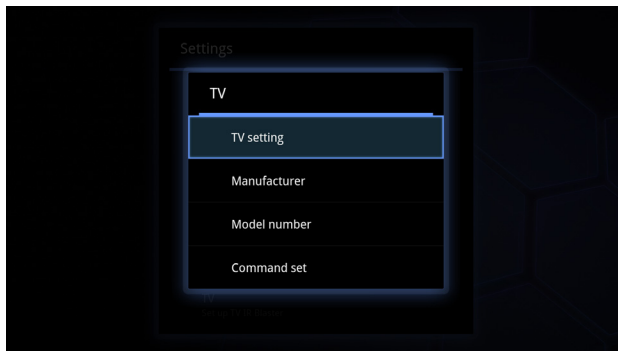 Settings
TV
TV setting
Manufacturer
Model number
Command set
TV